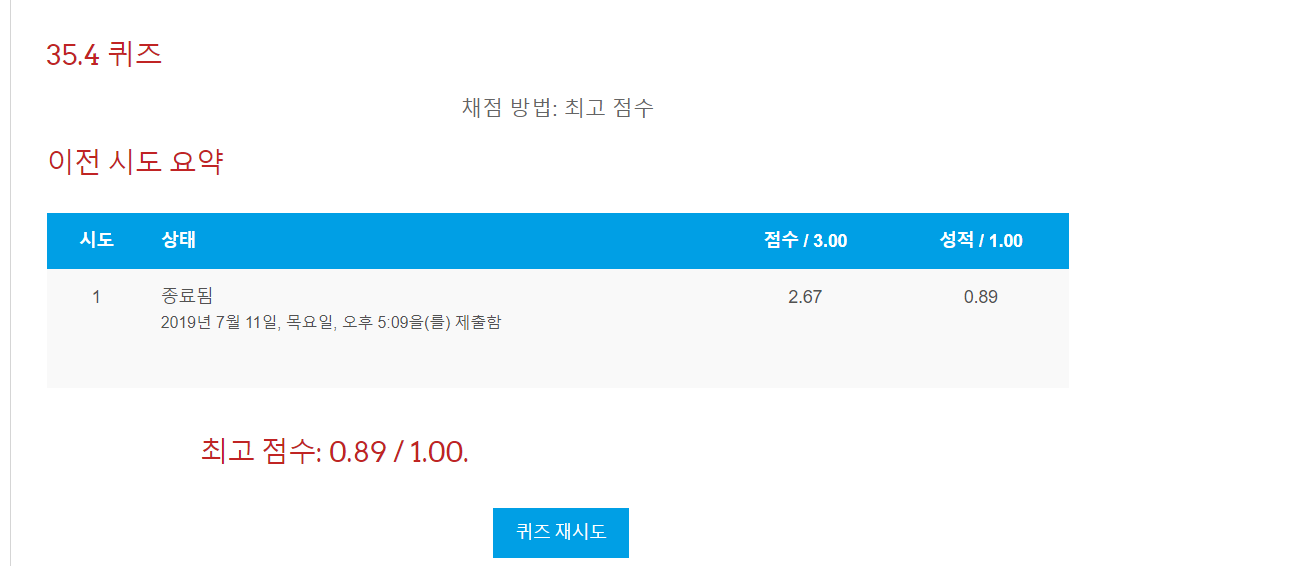 35.4 퀴즈
채점 방법: 최고 점수
이전 시도 요약
시도 상태 점수 / 3.00 성적 / 1.00
1 종료됨 2.67 0.89
2019년 7월 11일, 목요일, 오후 5:09을(를) 제출함
최고 점수: 0.89 / 1.00.
퀴즈 재시도